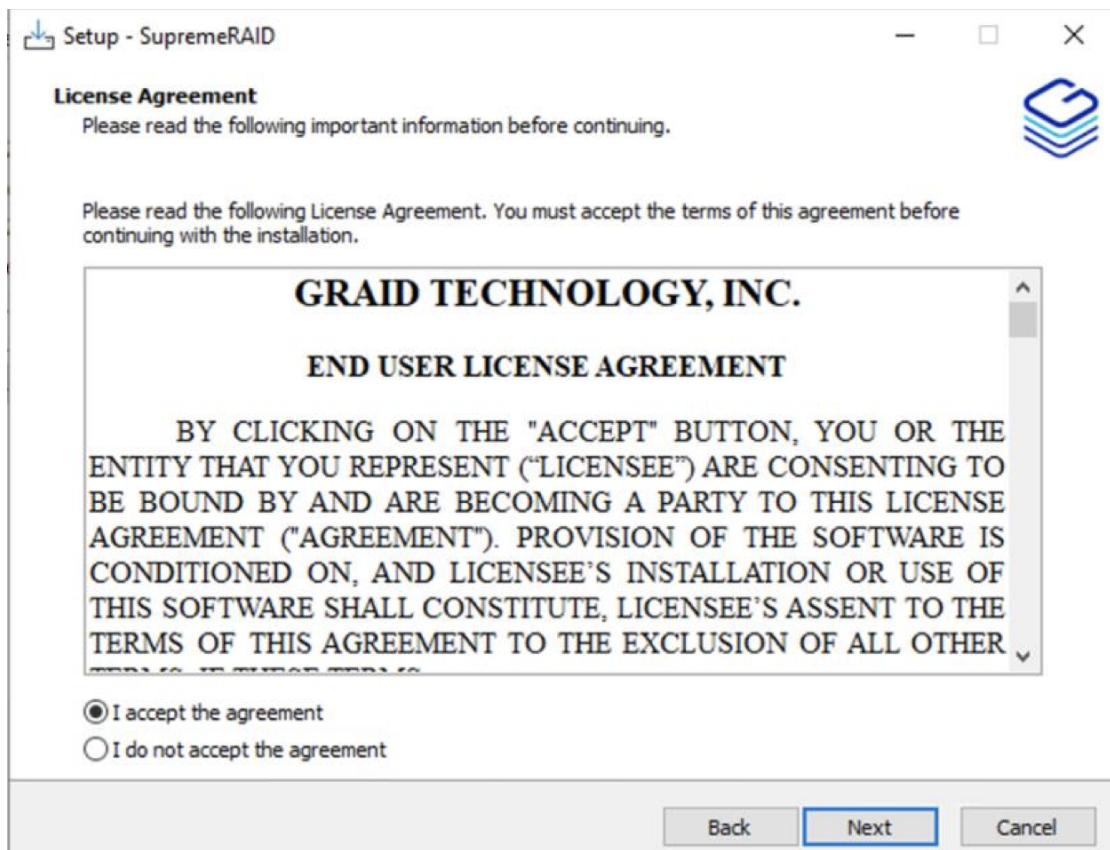 Setup - SupremeRAID
License Agreement
Please read the following important information before continuing.
Please read the following License Agreement. You must accept the terms of this agreement before
continuing with the installation.
GRAID TECHNOLOGY, INC.
END USER LICENSE AGREEMENT
BY CLICKING ON THE "ACCEPT" BUTTON, YOU OR THE
ENTITY THAT YOU REPRESENT (“LICENSEE”) ARE CONSENTING TO
BE BOUND BY AND ARE BECOMING A PARTY TO THIS LICENSE
AGREEMENT ("AGREEMENT"). PROVISION OF THE SOFTWARE IS
CONDITIONED ON, AND LICENSEE’S INSTALLATION OR USE OF
THIS SOFTWARE SHALL CONSTITUTE, LICENSEE’S ASSENT TO THE
TERMS OF THIS AGREEMENT TO THE EXCLUSION OF ALL OTHER
TERMS. IF THESE TERMS
I accept the agreement
I do not accept the agreement
Back Next Cancel